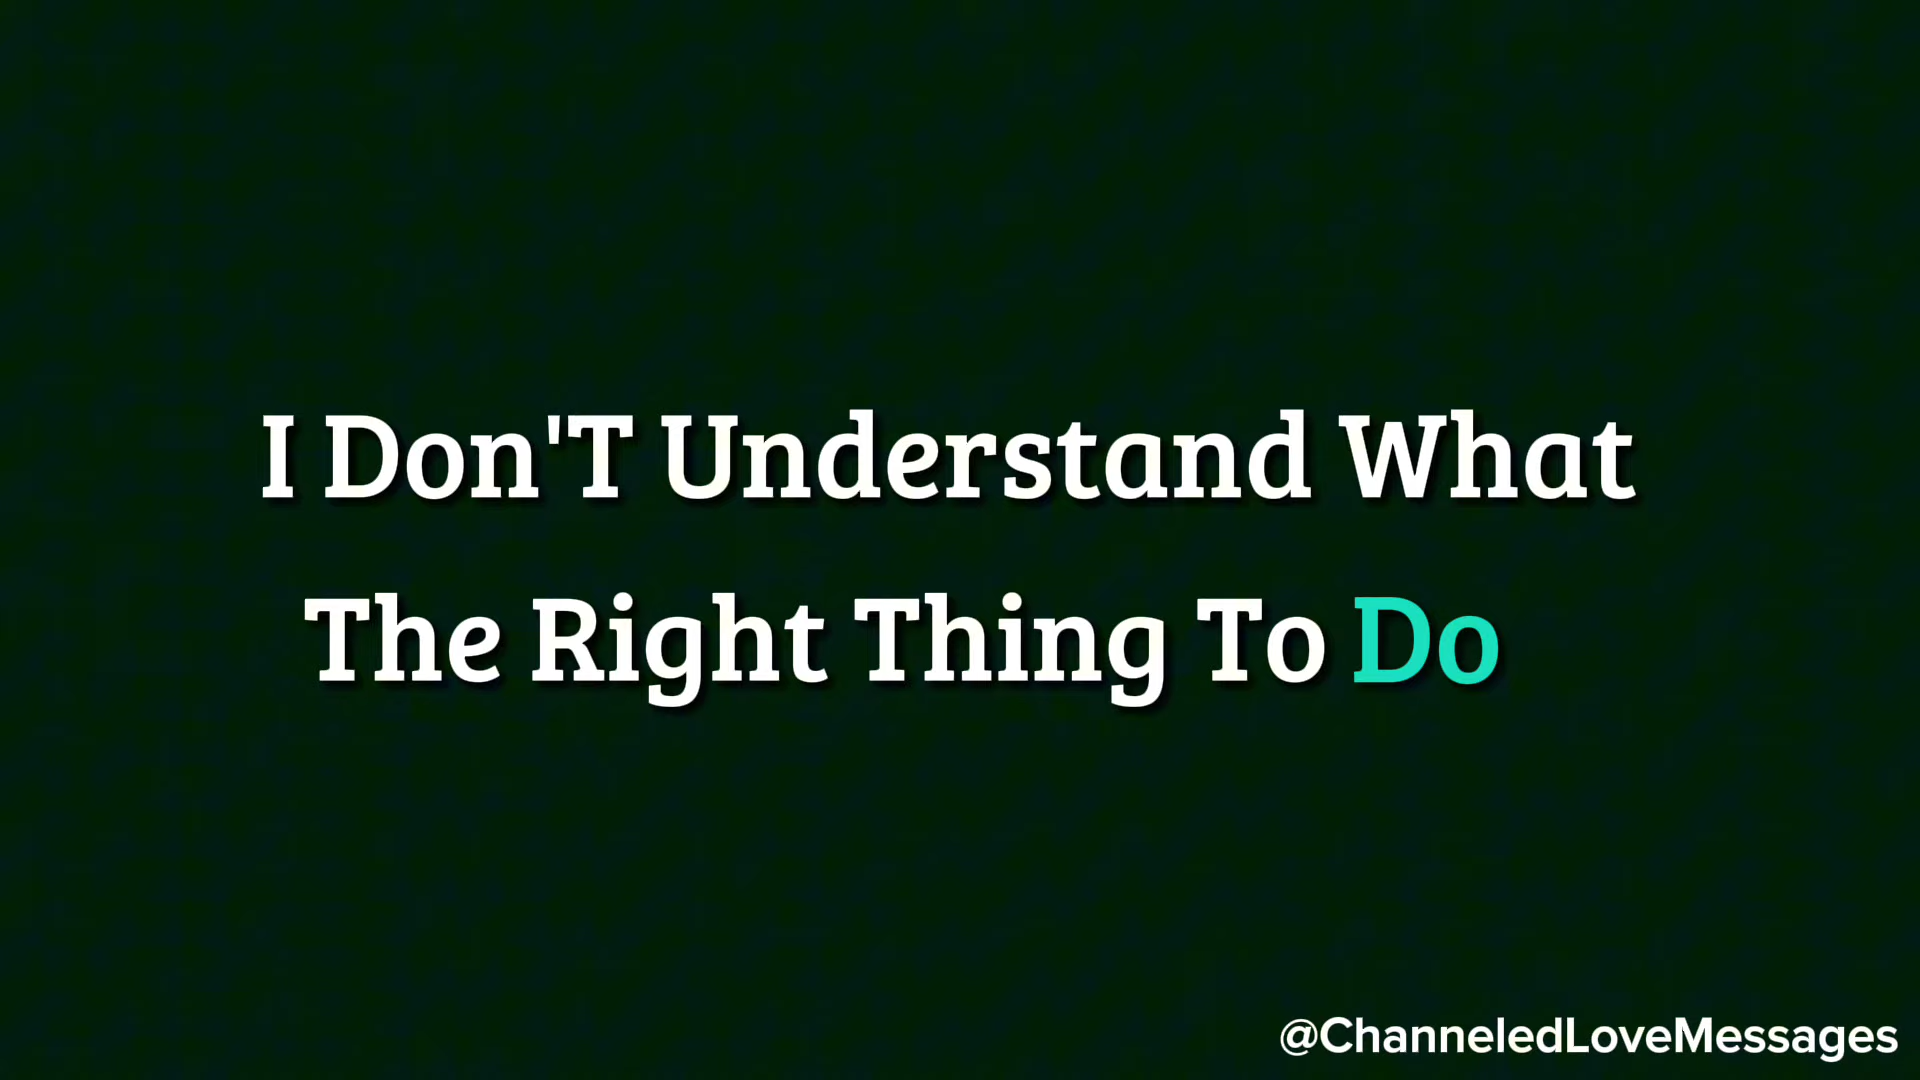 I Don'T Understand What
The Right Thing To Do
@ChanneledLoveMessages